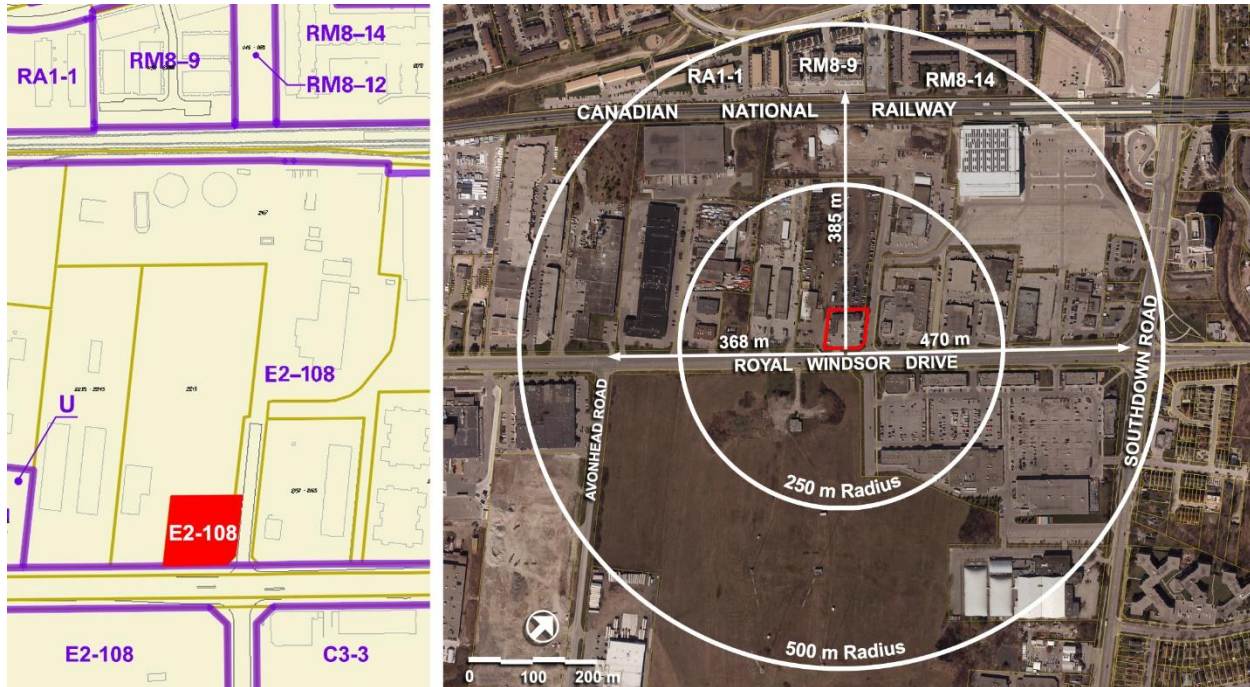 RA1-1
RM8-9
RM8-14
RM8-12
E2-108
U
E2-108
E2-108
C3-3
RA1-1
RM8-9
RM8-14
CANADIAN NATIONAL RAILWAY
385 m
368 m
470 m
ROYAL WINDSOR DRIVE
AVONHEAD ROAD
SOUTHDOWN ROAD
250 m Radius
500 m Radius
0 100 200 m